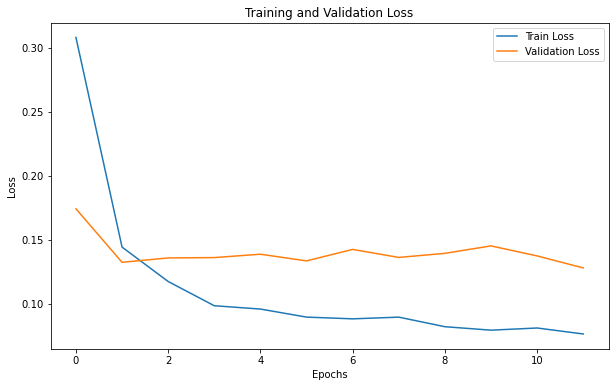 Training and Validation Loss
Train Loss
Validation Loss
0.30
0.25
0.20
0.15
0.10
Loss
0
2
4
6
8
10
Epochs